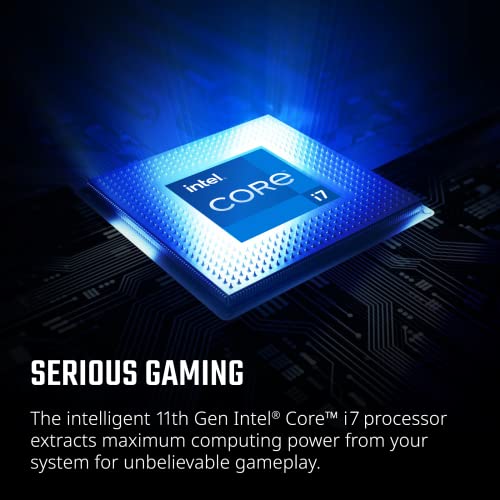 intel
CORE
i7
SERIOUS GAMING
The intelligent 11th Gen Intel® Core™ i7 processor
extracts maximum computing power from your
system for unbelievable gameplay.